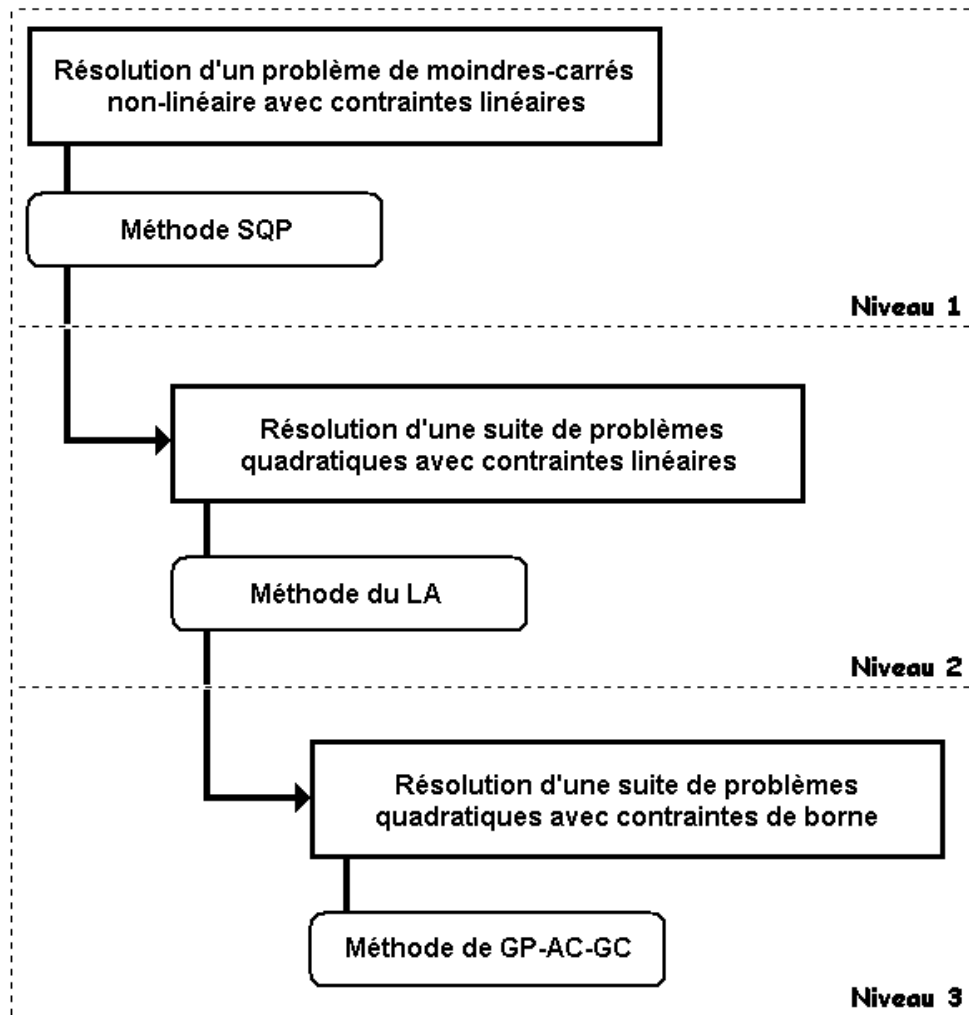 Résolution d'un problème de moindres-carrés
non-linéaire avec contraintes linéaires
Méthode SQP
Niveau 1
Résolution d'une suite de problèmes
quadratiques avec contraintes linéaires
Méthode du LA
Niveau 2
Résolution d'une suite de problèmes
quadratiques avec contraintes de borne
Méthode de GP-AC-GC
Niveau 3